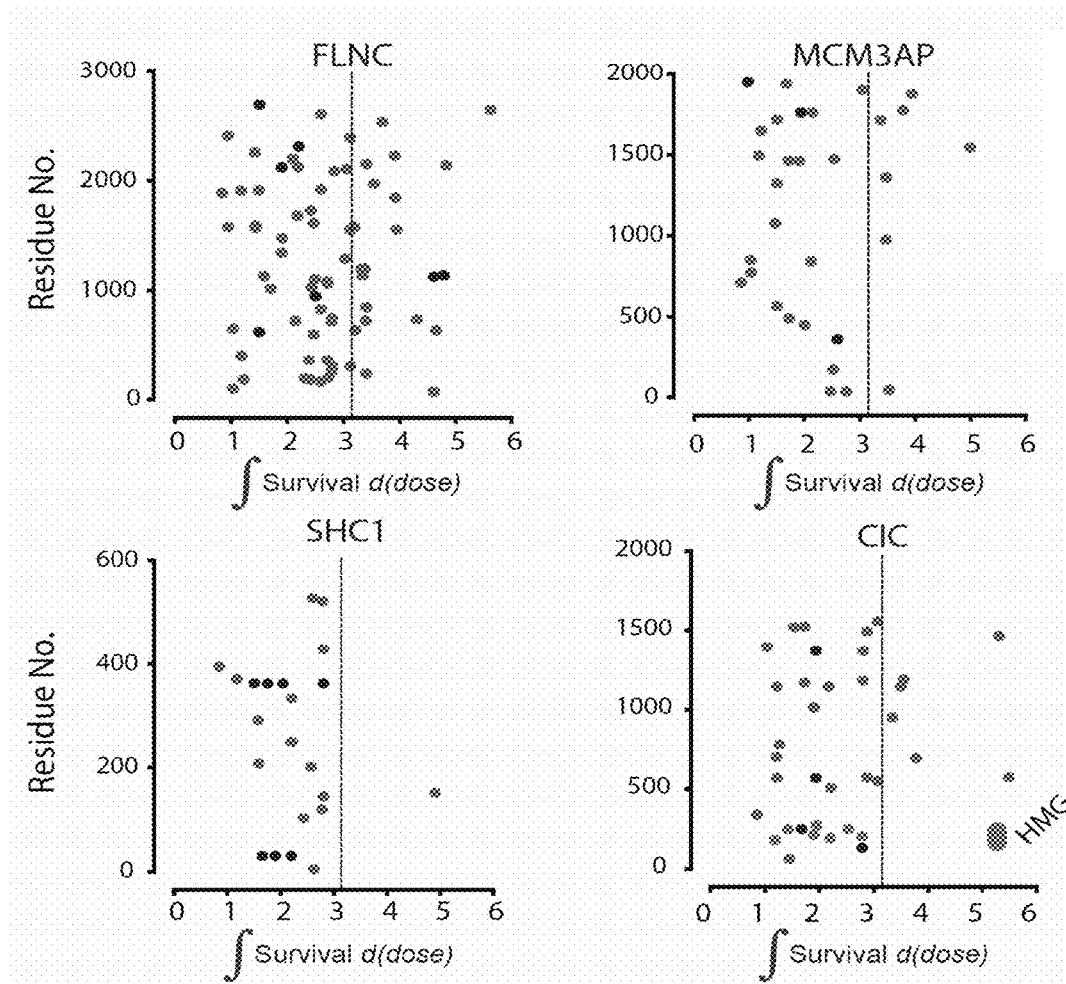 FLNC
MCM3AP
Residue No.
3000
2000
1000
0
2000
1500
1000
500
0
0 1 2 3 4 5 6
0 1 2 3 4 5 6
∫ Survival d(dose)
∫ Survival d(dose)
SHC1
CIC
Residue No.
600
400
200
0
2000
1500
1000
500
0
HMG
0 1 2 3 4 5 6
0 1 2 3 4 5 6
∫ Survival d(dose)
∫ Survival d(dose)